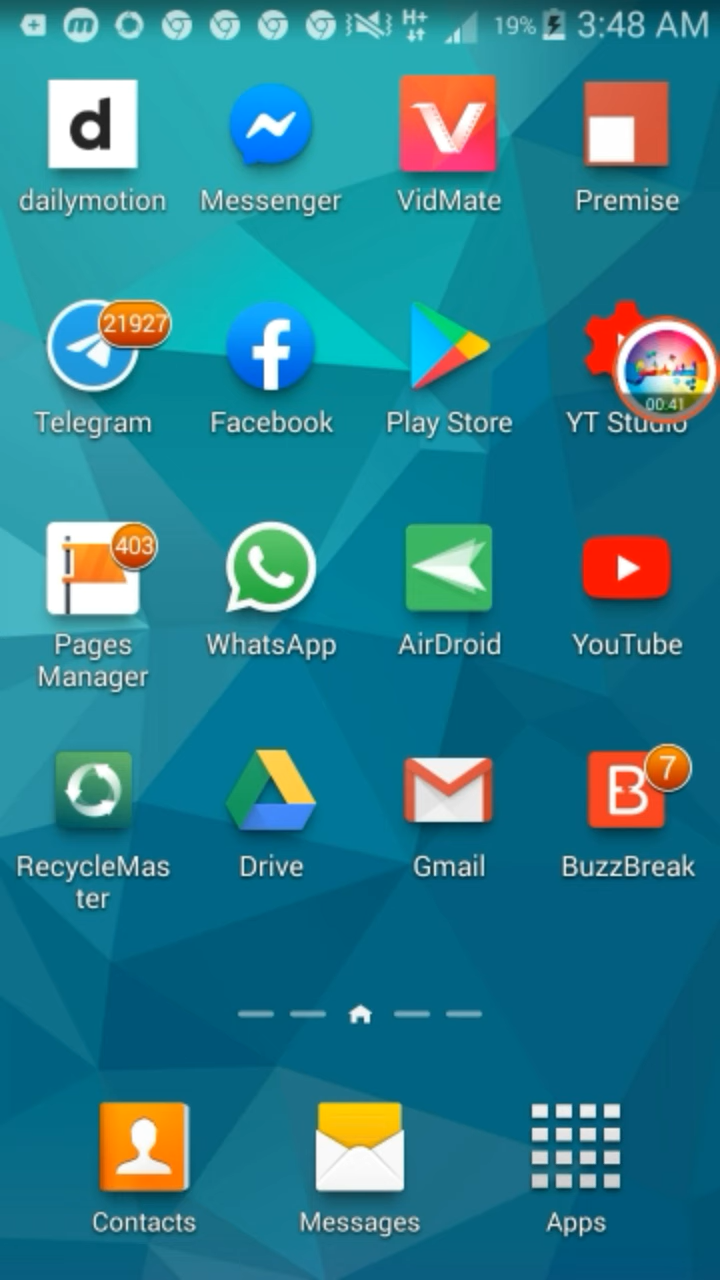 H+
19%
3:48 AM
d
dailymotion
Messenger
VidMate
Premise
21927
Telegram
Facebook
Play Store
00:41
YT Studio
403
Pages
Manager
WhatsApp
AirDroid
YouTube
RecycleMas
ter
Drive
Gmail
B
7
BuzzBreak
Contacts
Messages
Apps